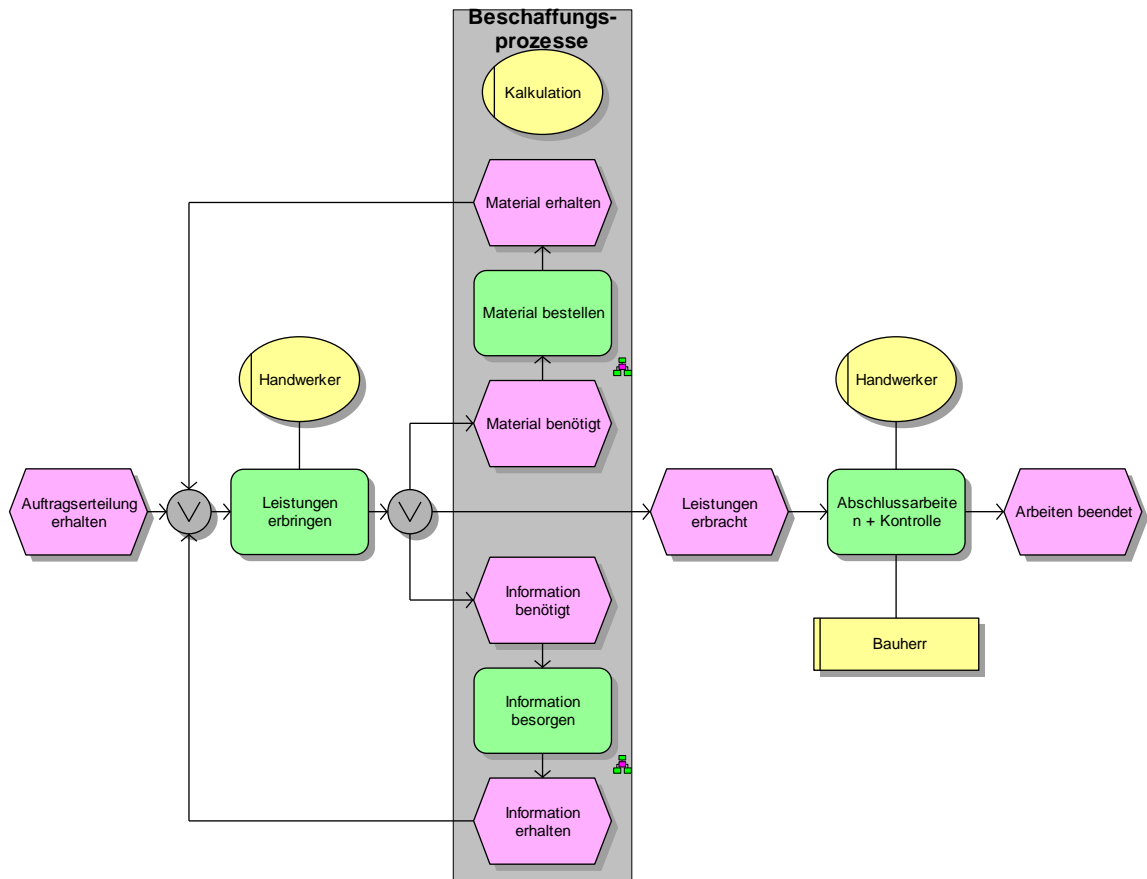 Beschaffungs-
prozesse
Kalkulation
Material erhalten
Material bestellen
Handwerker
Handwerker
Material benötigt
Auftragserteilung
erhalten
Leistungen
erbringen
Leistungen
erbracht
Abschlussarbeite
n + Kontrolle
Arbeiten beendet
Information
benötigt
Bauherr
Information
besorgen
Information
erhalten